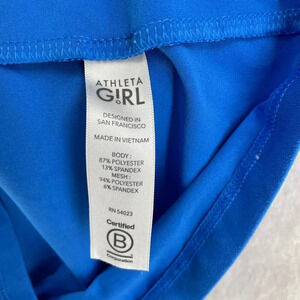 ATHLETA
GIRL
DESIGNED IN
SAN FRANCISCO
MADE IN VIETNAM
BODY:
87% POLYESTER
13% SPANDEX
MESH:
94% POLYESTER
6% SPANDEX
RN 54023
Certified
B
Corporation